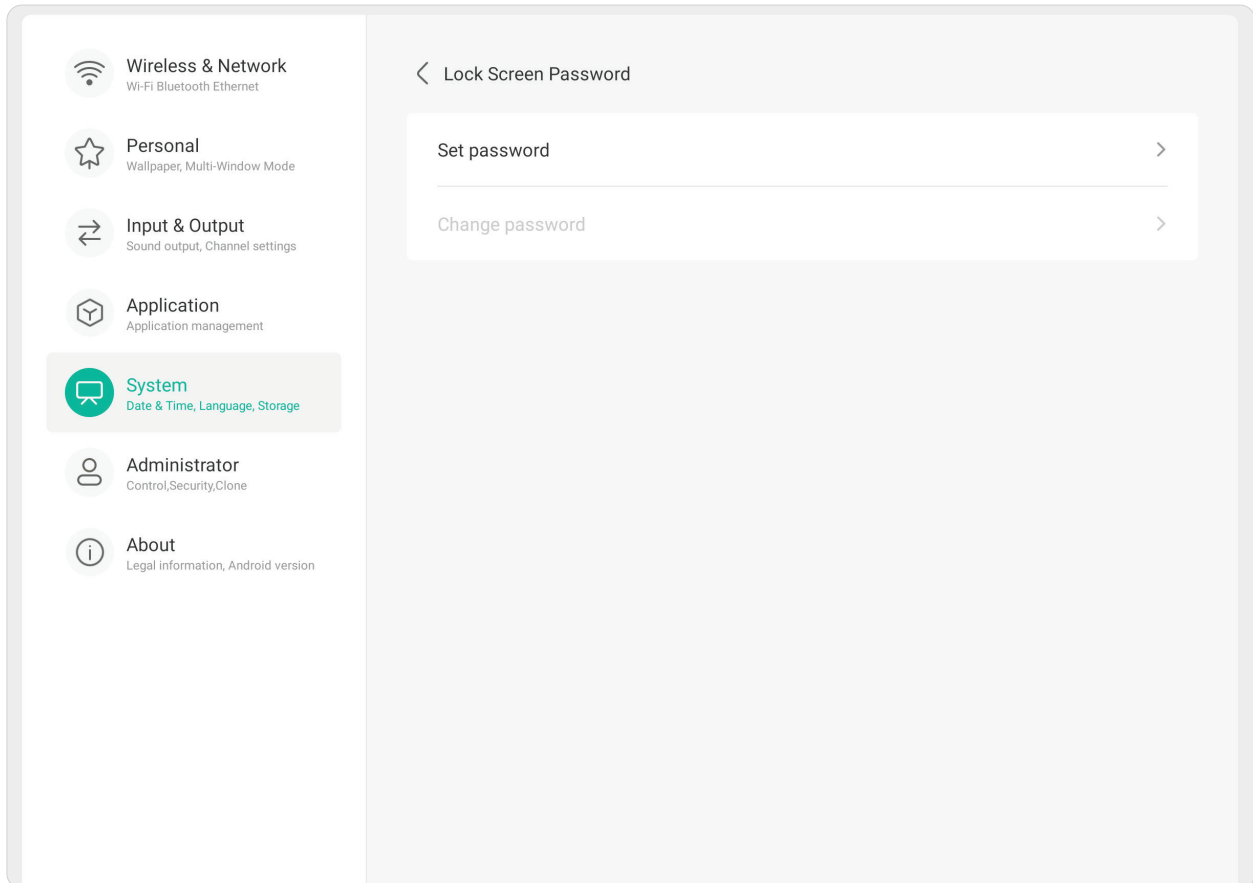 Wireless & Network
Wi-Fi Bluetooth Ethernet
Personal
Wallpaper, Multi-Window Mode
Input & Output
Sound output, Channel settings
Application
Application management
System
Date & Time, Language, Storage
Administrator
Control,Security,Clone
About
Legal information, Android version
Lock Screen Password
Set password
Change password